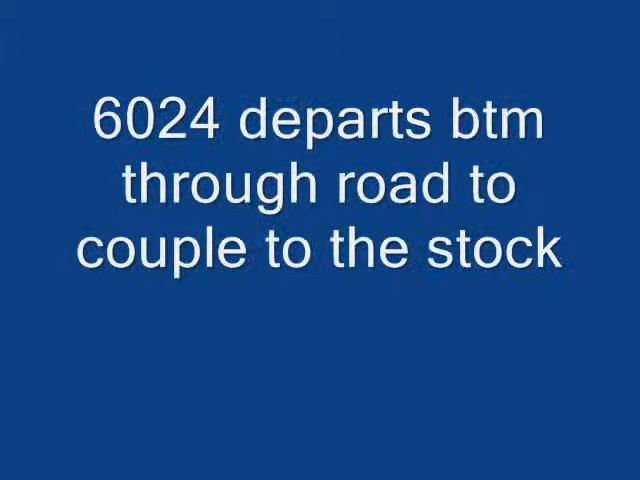 6024 departs btm
through road to
couple to the stock